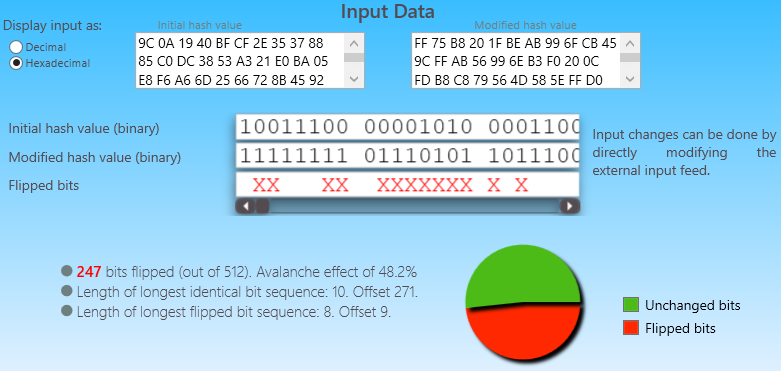 Input Data
Display input as:
Decimal
Hexadecimal
Initial hash value
9C 0A 19 40 BF CF 2E 35 37 88
85 C0 DC 38 53 A3 21 E0 BA 05
E8 F6 A6 6D 25 66 72 8B 45 92
Modified hash value
FF 75 B8 20 1F BE AB 99 6F CB 45
9C FF AB 56 99 6E B3 F0 20 0C
FD B8 C8 79 56 4D 58 5E FF D0
Initial hash value (binary)
10011100 00001010 0001100
Modified hash value (binary)
11111111 01110101 1011100
Flipped bits
XX XX XXXXXXX X X
Input changes can be done by
directly modifying the
external input feed.
247 bits flipped (out of 512). Avalanche effect of 48.2%
Length of longest identical bit sequence: 10. Offset 271.
Length of longest flipped bit sequence: 8. Offset 9.
Unchanged bits
Flipped bits